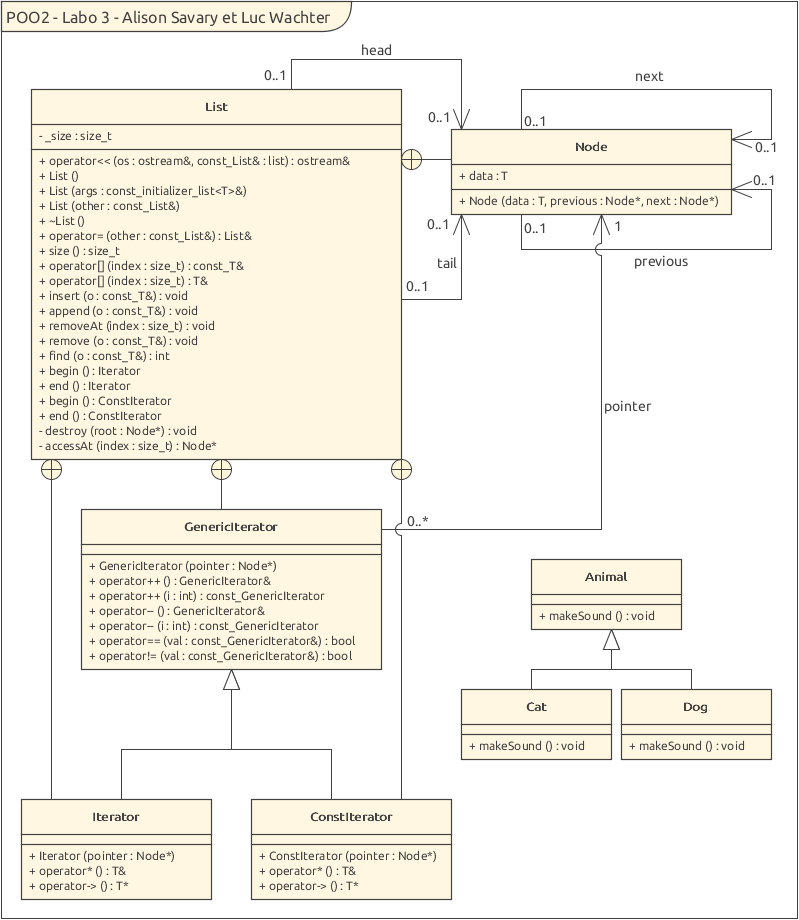 POO2 - Labo 3 - Alison Savary et Luc Wachter
head
0..1
0..1
next
0..1
0..1
List
- _size : size_t
+ operator<< (os : ostream&, const_List& : list) : ostream&
+ List ()
+ List (args : const_initializer_list<T>&)
+ List (other : const_List&)
+ ~List ()
+ operator= (other : const_List&) : List&
+ size () : size_t
+ operator[] (index : size_t) : const_T&
+ operator[] (index : size_t) : T&
+ insert (o : const_T&) : void
+ append (o : const_T&) : void
+ removeAt (index : size_t) : void
+ remove (o : const_T&) : void
+ find (o : const_T&) : int
+ begin () : Iterator
+ end () : Iterator
+ begin () : ConstIterator
+ end () : ConstIterator
- destroy (root : Node*) : void
- accessAt (index : size_t) : Node*
Node
+ data : T
+ Node (data : T, previous : Node*, next : Node*)
0..1
0..1
previous
0..1
tail
0..1
1
pointer
0..*
GenericIterator
+ GenericIterator (pointer : Node*)
+ operator++ () : GenericIterator&
+ operator++ (i : int) : const_GenericIterator
+ operator-- () : GenericIterator&
+ operator-- (i : int) : const_GenericIterator
+ operator== (val : const_GenericIterator&) : bool
+ operator!= (val : const_GenericIterator&) : bool
Animal
+ makeSound () : void
Cat
+ makeSound () : void
Dog
+ makeSound () : void
Iterator
+ Iterator (pointer : Node*)
+ operator* () : T&
+ operator-> () : T*
ConstIterator
+ ConstIterator (pointer : Node*)
+ operator* () : T&
+ operator-> () : T*